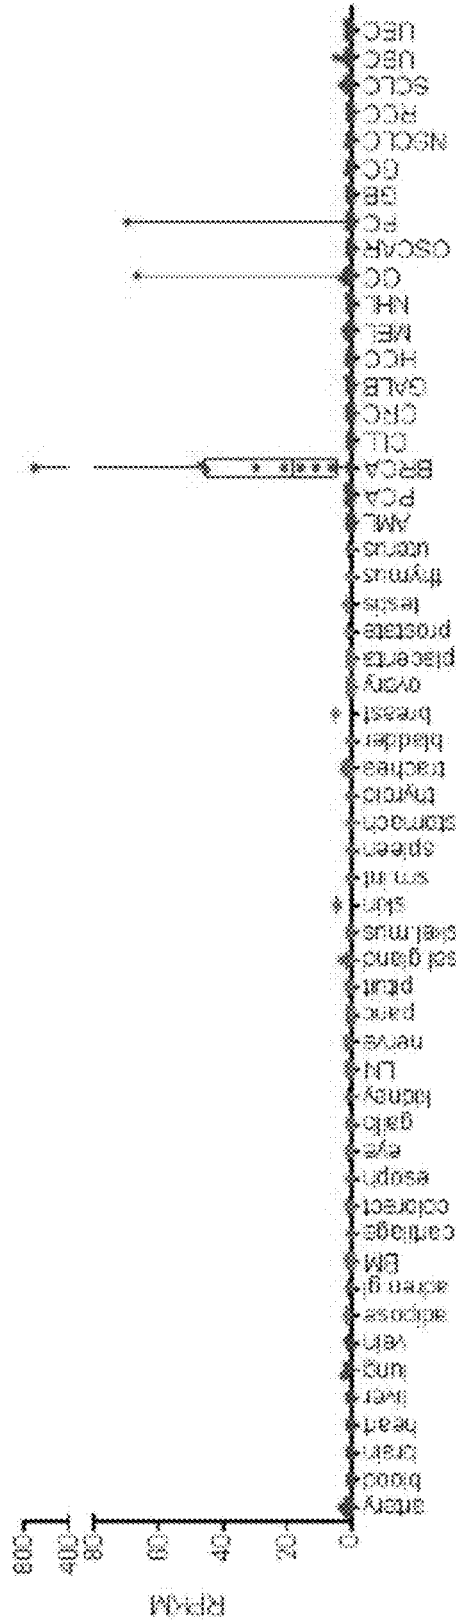 RPKM
800
400
80
60
40
20
0
artery
blood
brain
heart
liver
lung
vein
adipose
adren gl
BM
cartilage
colorect
esoph
eye
gallb
kidney
LN
nerve
panc
pituit
sal gland
skel mus
skin
sm int
spleen
stomach
thyroid
trachea
bladder
breast
ovary
placenta
prostate
testis
thymus
uterus
AML
PCA
BRCA
CLL
CRC
GALB
HCC
MEL
NHL
OC
OSCAR
PC
GB
GC
NSCLC
RCC
SCLC
UBC
UEC